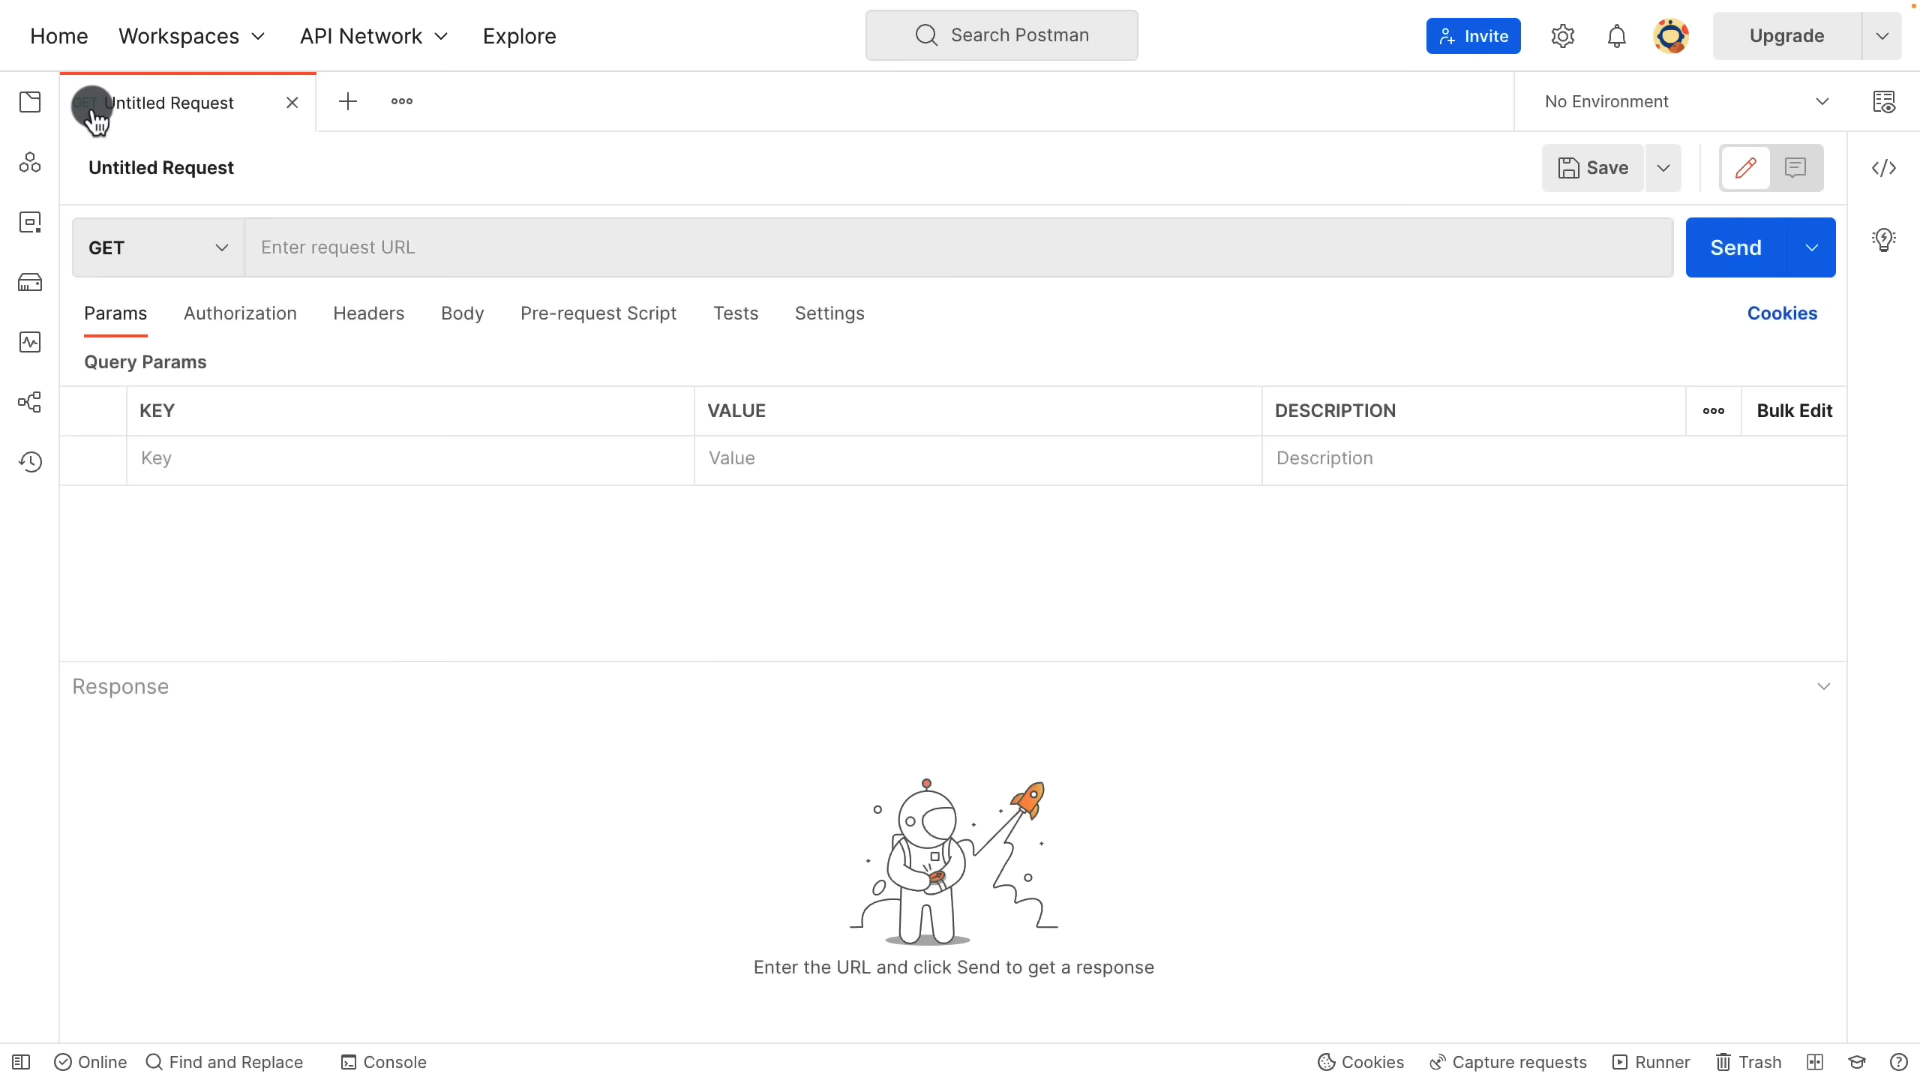 Home Workspaces API Network Explore Search Postman Invite Upgrade
Untitled Request No Environment
Untitled Request Save
GET Enter request URL Send
Params Authorization Headers Body Pre-request Script Tests Settings Cookies
Query Params
KEY VALUE DESCRIPTION Bulk Edit
Key Value Description
Response
Enter the URL and click Send to get a response
Online Find and Replace Console Cookies Capture requests Runner Trash